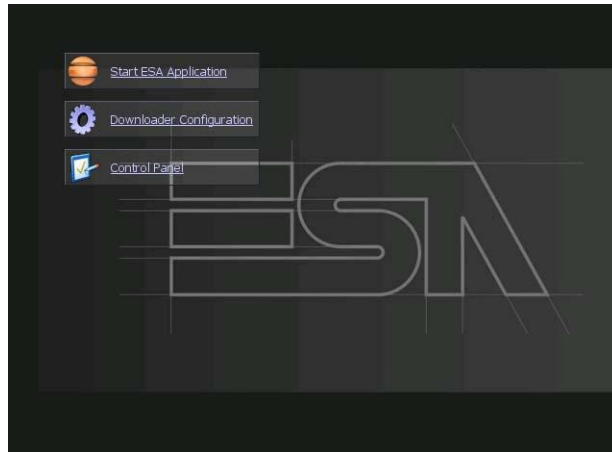 Start ESA Application
Downloader Configuration
Control Panel
ESA